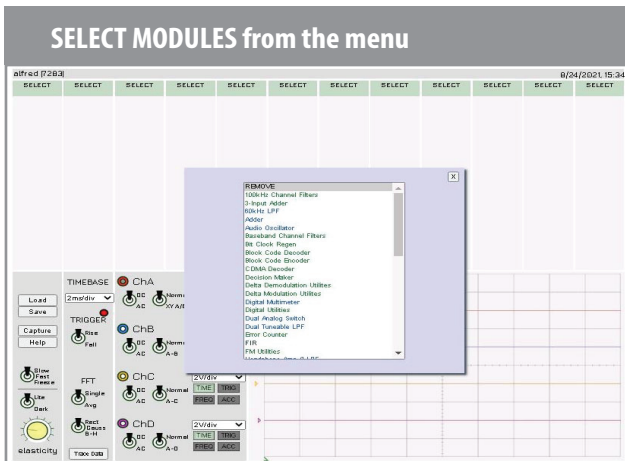 SELECT MODULES from the menu
alfred (7283) 8/24/2021, 15:34
SELECT SELECT SELECT SELECT SELECT SELECT SELECT SELECT SELECT SELECT SELECT SELECT
X
REMOVE
100kHz Channel Filters
3-Input Adder
60kHz LPF
Adder
Audio Oscillator
Baseband Channel Filters
Bit Clock Regen
Block Code Decoder
Block Code Encoder
CDMA Decoder
Decision Maker
Delta Demodulation Utilites
Delta Modulation Utilites
Digital Multimeter
Digital Utilities
Dual Analog Switch
Dual Tuneable LPF
Error Counter
FIR
FM Utilities
Load
Save
Capture
Help
Slow
Fast
Freeze
Lite
Dark
elasticity
TIMEBASE
2ms/div
TRIGGER
Rise
Fall
FFT
Single
Avg
Rect
Gauss
B-H
Trace Data
ChA
DC
AC
XY A/B
ChB
DC
AC
A-B
ChC
2V/div
DC
AC
Normal
A-C
TIME TRIG
FREQ ACC
ChD
2V/div
DC
AC
Normal
A-D
TIME TRIG
FREQ ACC